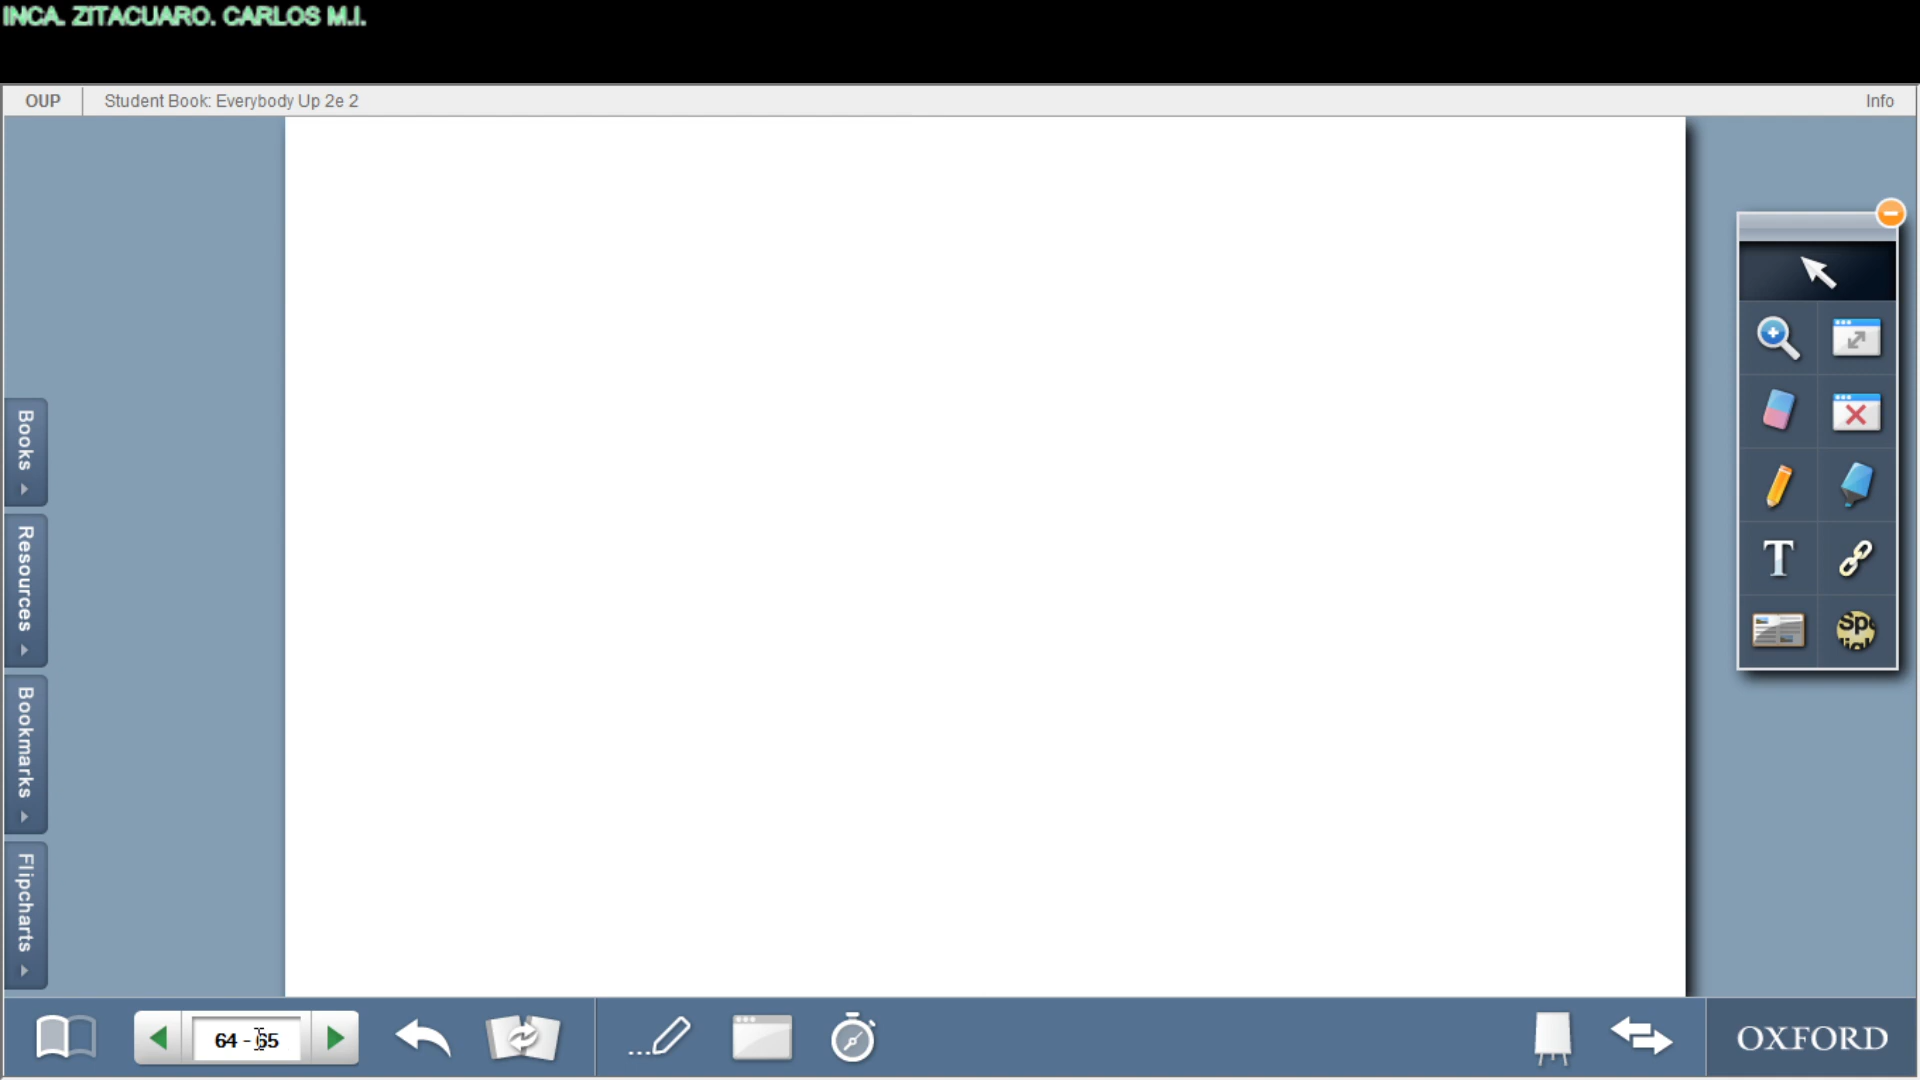 INCA. ZITACUARO. CARLOS M.I.
OUP
Student Book: Everybody Up 2e 2
Info
Books
Resources
Bookmarks
Flipcharts
T
64 - 65
OXFORD